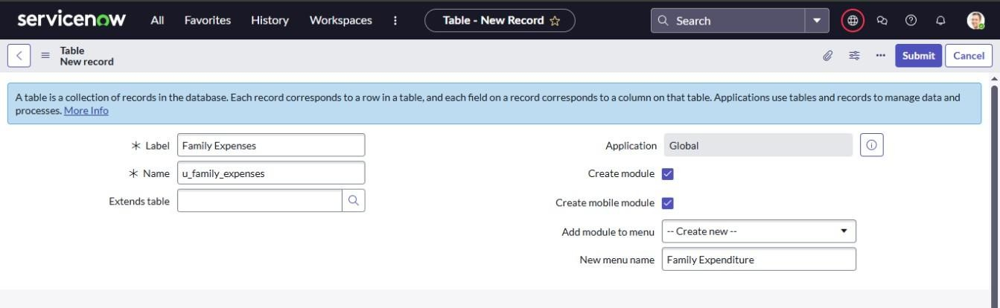 servicenow All Favorites History Workspaces Table - New Record Search
Table
New record
Submit Cancel
A table is a collection of records in the database. Each record corresponds to a row in a table, and each field on a record corresponds to a column on that table. Applications use tables and records to manage data and
processes. More Info
* Label Family Expenses Application Global
* Name u_family_expenses Create module
Extends table Create mobile module
Add module to menu -- Create new --
New menu name Family Expenditure